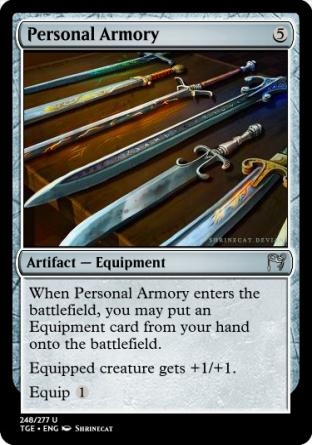 Personal Armory 5
SHRINECAT.DEVIA
Artifact — Equipment
When Personal Armory enters the
battlefield, you may put an
Equipment card from your hand
onto the battlefield.
Equipped creature gets +1/+1.
Equip 1
248/277 U
TGE • ENG Shrinecat